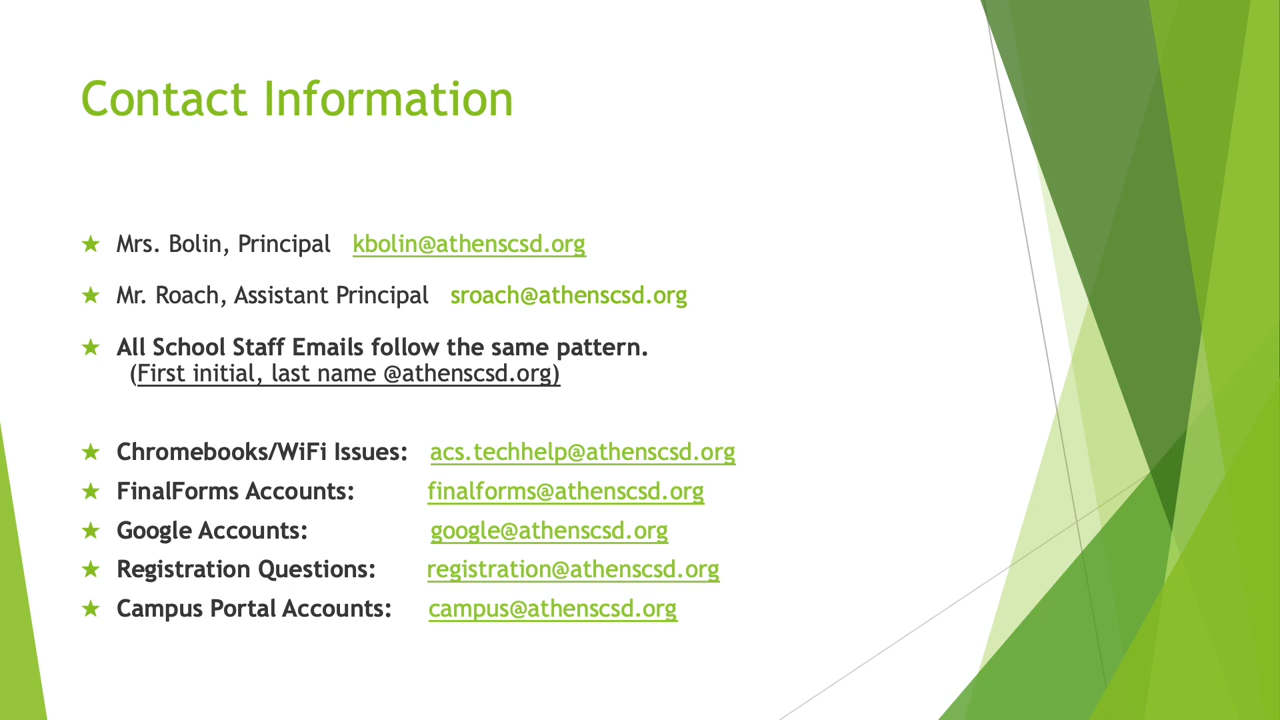 Contact Information
★ Mrs. Bolin, Principal kbolin@athenscsd.org
★ Mr. Roach, Assistant Principal sroach@athenscsd.org
★ All School Staff Emails follow the same pattern.
(First initial, last name @athenscsd.org)
★ Chromebooks/WiFi Issues: acs.techhelp@athenscsd.org
★ FinalForms Accounts: finalforms@athenscsd.org
★ Google Accounts: google@athenscsd.org
★ Registration Questions: registration@athenscsd.org
★ Campus Portal Accounts: campus@athenscsd.org